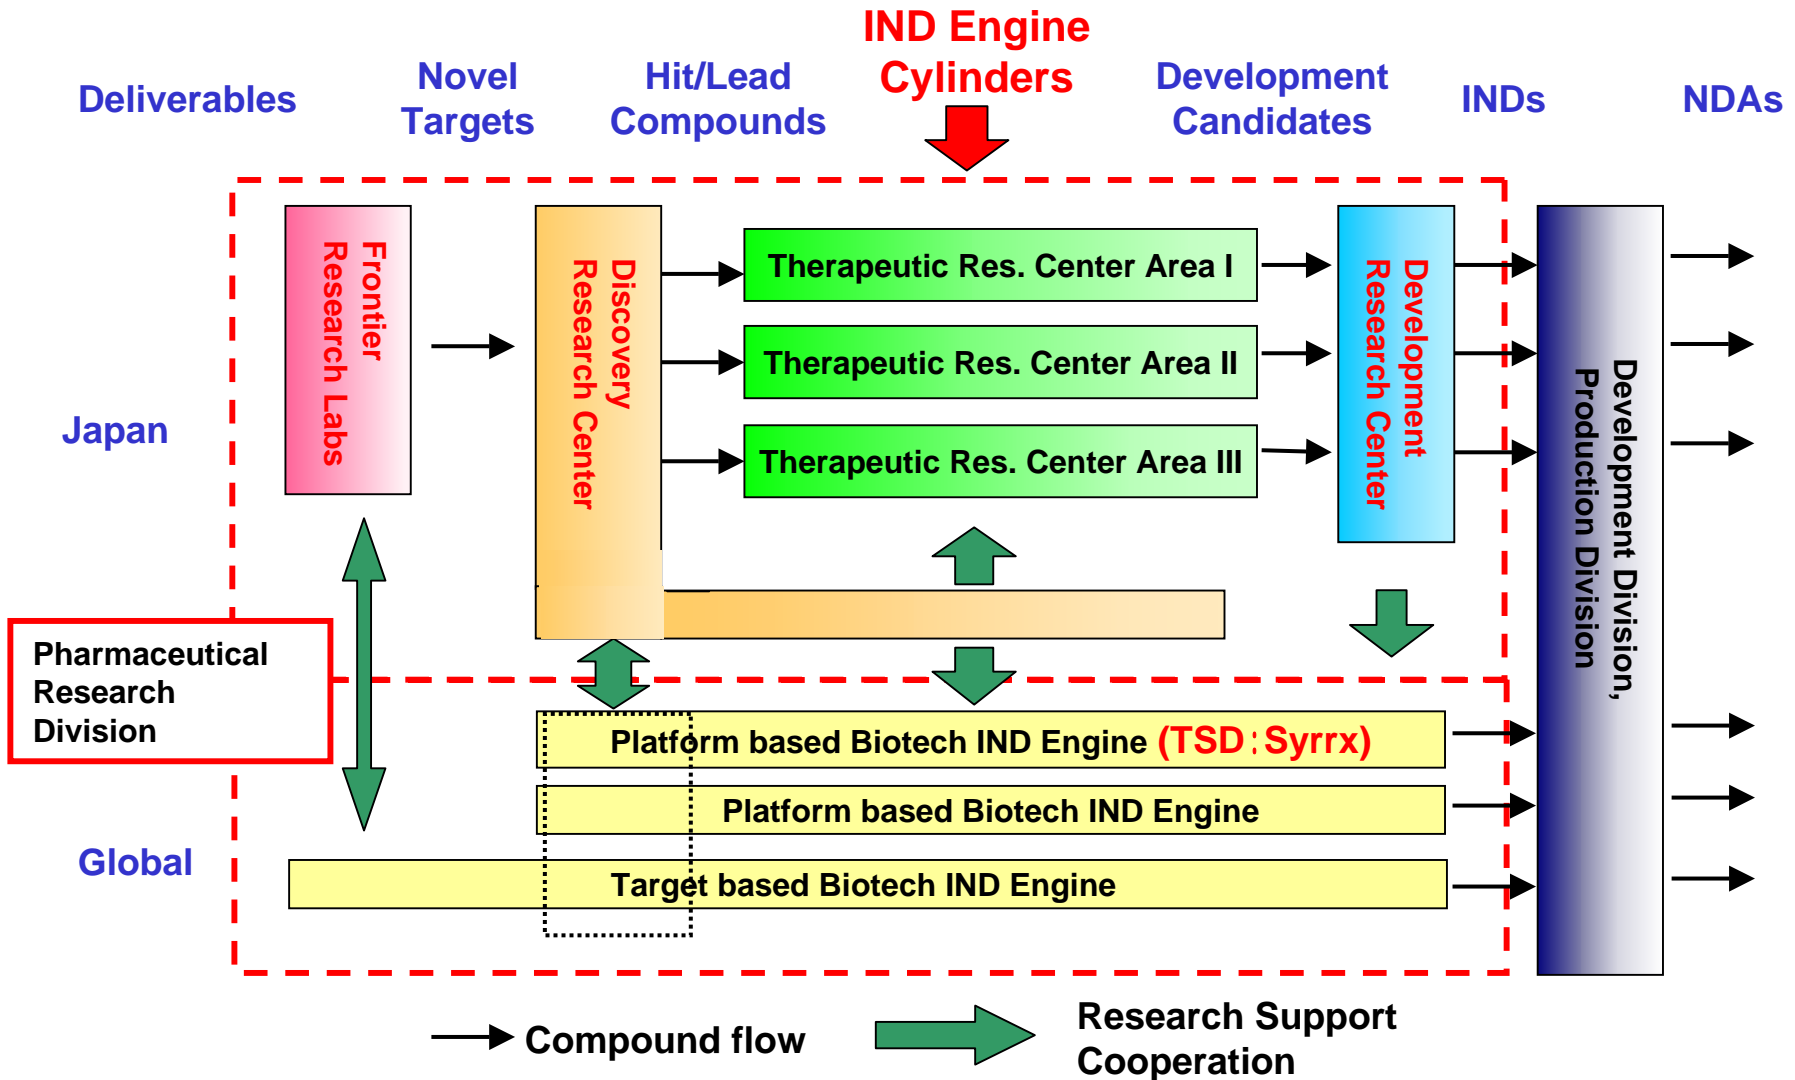 IND Engine
Cylinders
Deliverables
Novel
Targets
Hit/Lead
Compounds
Development
Candidates
INDs
NDAs
Japan
Frontier
Research Labs
Discovery
Research Center
Therapeutic Res. Center Area I
Therapeutic Res. Center Area II
Therapeutic Res. Center Area III
Development
Research Center
Development Division,
Production Division
Pharmaceutical
Research
Division
Global
Platform based Biotech IND Engine (TSD:Syrrx)
Platform based Biotech IND Engine
Target based Biotech IND Engine
Compound flow
Research Support
Cooperation